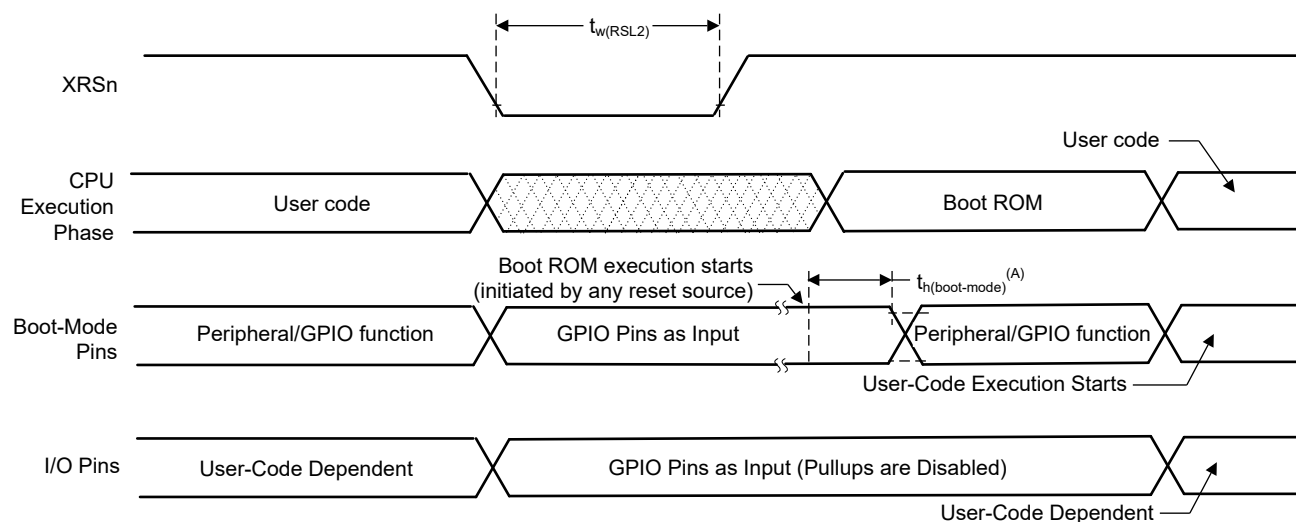 t_w(RSL2)
XRSn
User code
CPU
Execution
Phase
User code
Boot ROM
Boot ROM execution starts
(initiated by any reset source)
t_h(boot-mode)^(A)
Boot-Mode
Pins
Peripheral/GPIO function
GPIO Pins as Input
Peripheral/GPIO function
User-Code Execution Starts
I/O Pins
User-Code Dependent
GPIO Pins as Input (Pullups are Disabled)
User-Code Dependent